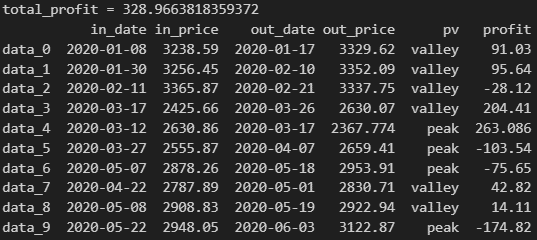 total_profit = 328.9663818359372
in_date in_price out_date out_price pv profit
data_0 2020-01-08 3238.59 2020-01-17 3329.62 valley 91.03
data_1 2020-01-30 3256.45 2020-02-10 3352.09 valley 95.64
data_2 2020-02-11 3365.87 2020-02-21 3337.75 valley -28.12
data_3 2020-03-17 2425.66 2020-03-26 2630.07 valley 204.41
data_4 2020-03-12 2630.86 2020-03-17 2367.774 peak 263.086
data_5 2020-03-27 2555.87 2020-04-07 2659.41 peak -103.54
data_6 2020-05-07 2878.26 2020-05-18 2953.91 peak -75.65
data_7 2020-04-22 2787.89 2020-05-01 2830.71 valley 42.82
data_8 2020-05-08 2908.83 2020-05-19 2922.94 valley 14.11
data_9 2020-05-22 2948.05 2020-06-03 3122.87 peak -174.82